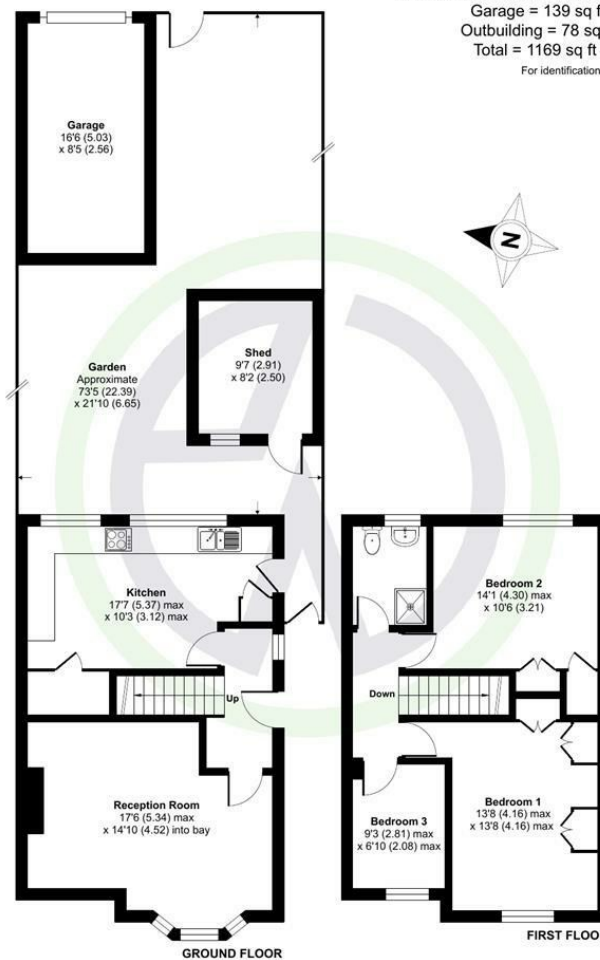 Garage = 139 sq f
Outbuilding = 78 sq
Total = 1169 sq ft
For identification
Garage
16'6 (5.03)
x 8'5 (2.56)
N
Shed
9'7 (2.91)
x 8'2 (2.50)
Garden
Approximate
73'5 (22.39)
x 21'10 (6.65)
Kitchen
17'7 (5.37) max
x 10'3 (3.12) max
Up
Reception Room
17'6 (5.34) max
x 14'10 (4.52) into bay
GROUND FLOOR
Bedroom 2
14'1 (4.30) max
x 10'6 (3.21)
Down
Bedroom 1
13'8 (4.16) max
x 13'8 (4.16) max
Bedroom 3
9'3 (2.81) max
x 6'10 (2.08) max
FIRST FLOO